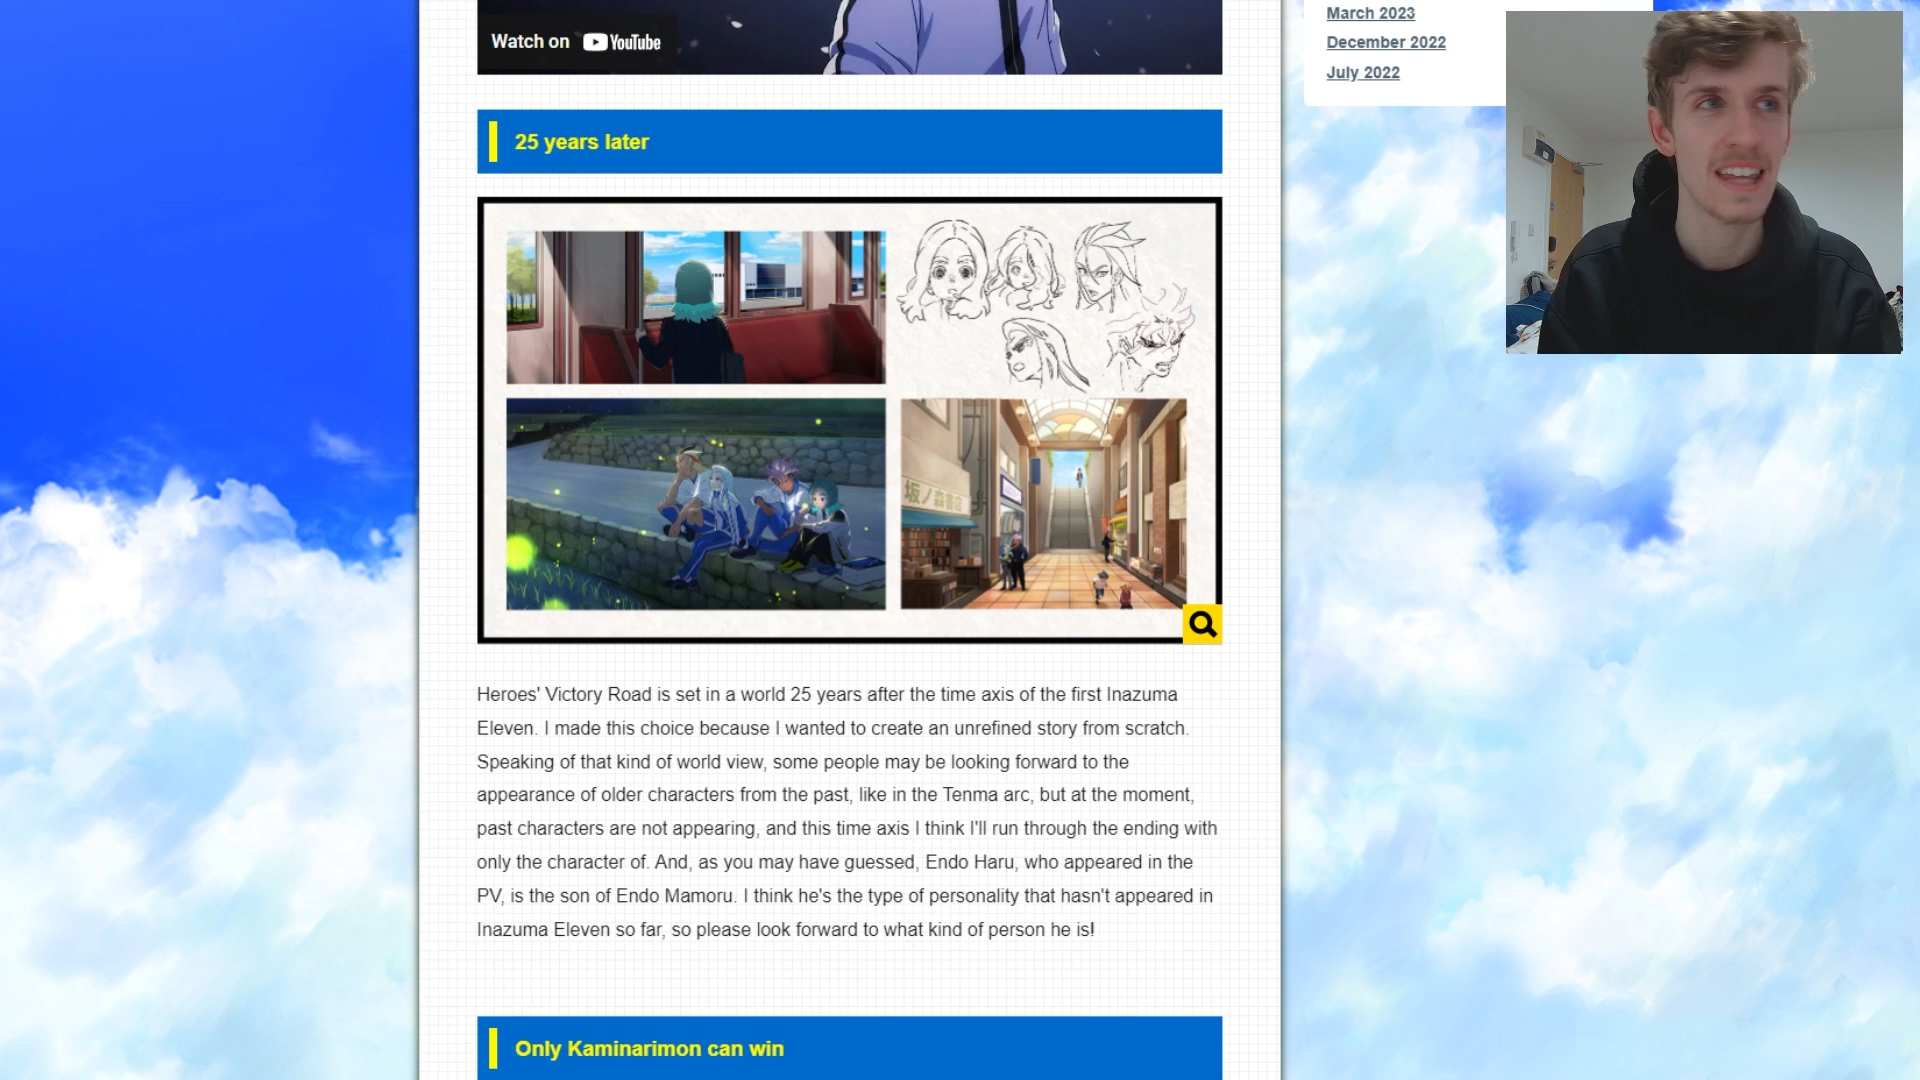 March 2023
December 2022
July 2022
Watch on YouTube
25 years later
坂ノ森書店
Heroes' Victory Road is set in a world 25 years after the time axis of the first Inazuma
Eleven. I made this choice because I wanted to create an unrefined story from scratch.
Speaking of that kind of world view, some people may be looking forward to the
appearance of older characters from the past, like in the Tenma arc, but at the moment,
past characters are not appearing, and this time axis I think I'll run through the ending with
only the character of. And, as you may have guessed, Endo Haru, who appeared in the
PV, is the son of Endo Mamoru. I think he's the type of personality that hasn't appeared in
Inazuma Eleven so far, so please look forward to what kind of person he is!
Only Kaminarimon can win